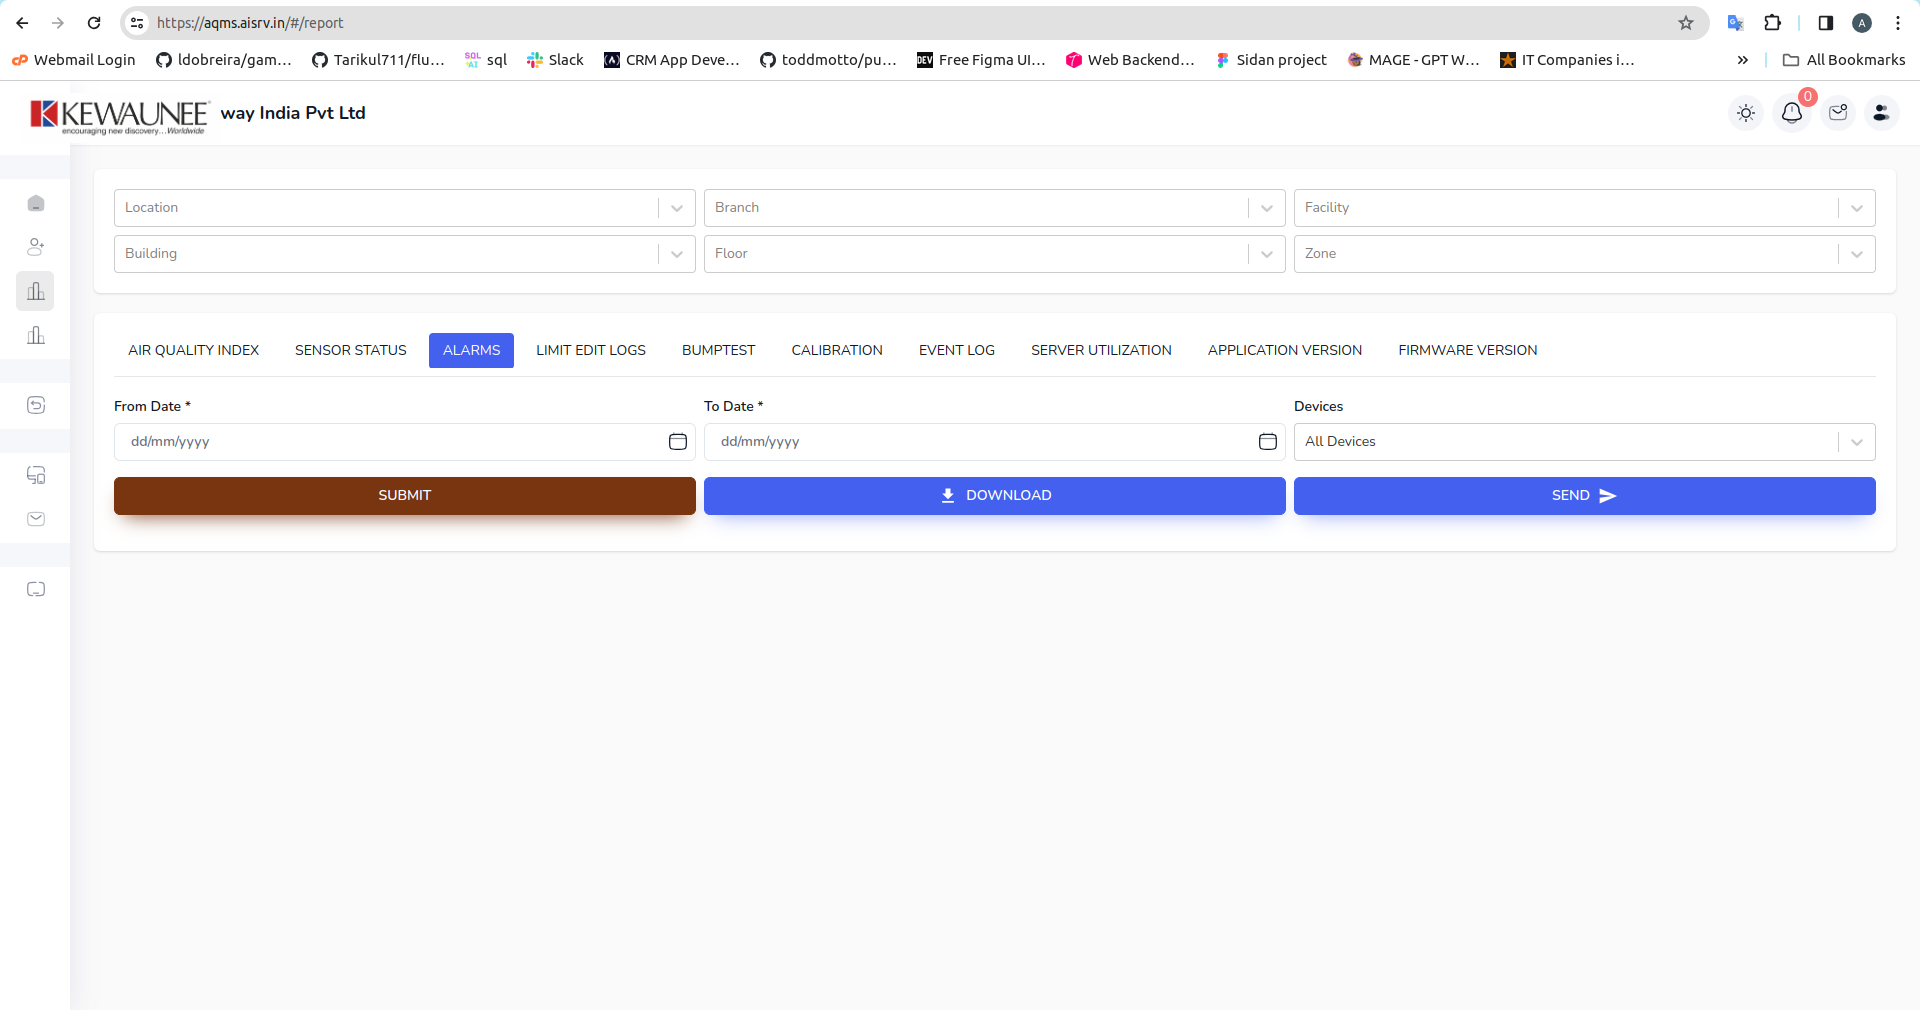 https://aqms.aisrv.in/#/report
A
Webmail Login
ldobreira/gam...
Tarikul711/flu...
SQL AI sql
Slack
CRM App Deve...
toddmotto/pu...
DEV Free Figma UI...
Web Backend...
Sidan project
MAGE - GPT W...
IT Companies i...
» All Bookmarks
KEWAUNEE
encouraging new discovery...Worldwide
way India Pvt Ltd
0
Location Branch Facility
Building Floor Zone
AIR QUALITY INDEX SENSOR STATUS ALARMS LIMIT EDIT LOGS BUMPTEST CALIBRATION EVENT LOG SERVER UTILIZATION APPLICATION VERSION FIRMWARE VERSION
From Date * To Date * Devices
dd/mm/yyyy dd/mm/yyyy All Devices
SUBMIT DOWNLOAD SEND